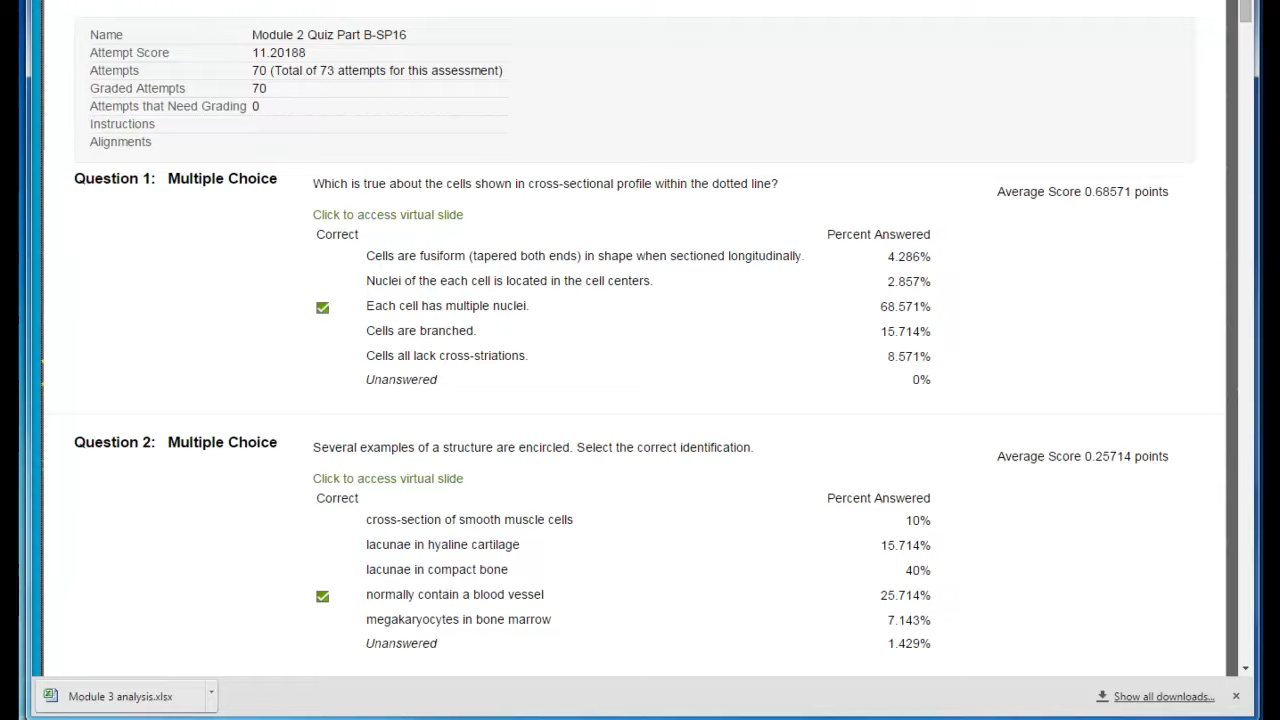 Name Module 2 Quiz Part B-SP16
Attempt Score 11.20188
Attempts 70 (Total of 73 attempts for this assessment)
Graded Attempts 70
Attempts that Need Grading 0
Instructions
Alignments
Question 1: Multiple Choice Which is true about the cells shown in cross-sectional profile within the dotted line? Average Score 0.68571 points
Click to access virtual slide
Correct Percent Answered
Cells are fusiform (tapered both ends) in shape when sectioned longitudinally. 4.286%
Nuclei of the each cell is located in the cell centers. 2.857%
Each cell has multiple nuclei. 68.571%
Cells are branched. 15.714%
Cells all lack cross-striations. 8.571%
Unanswered 0%
Question 2: Multiple Choice Several examples of a structure are encircled. Select the correct identification. Average Score 0.25714 points
Click to access virtual slide
Correct Percent Answered
cross-section of smooth muscle cells 10%
lacunae in hyaline cartilage 15.714%
lacunae in compact bone 40%
normally contain a blood vessel 25.714%
megakaryocytes in bone marrow 7.143%
Unanswered 1.429%
Module 3 analysis.xlsx Show all downloads...